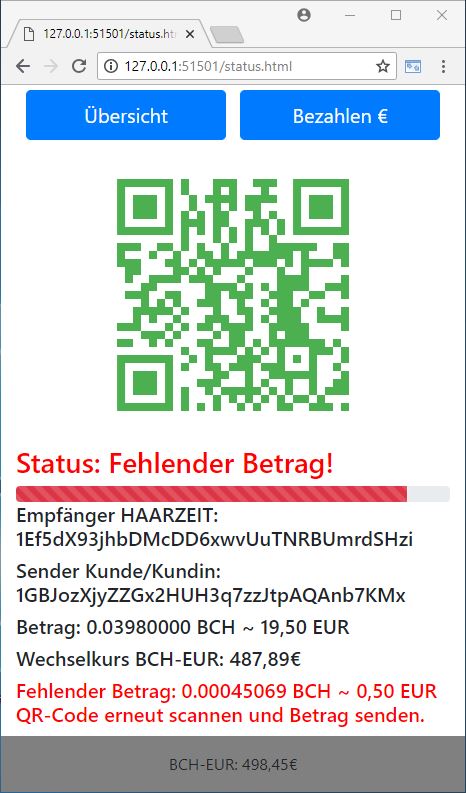 127.0.0.1:51501/status.htm
127.0.0.1:51501/status.html
Übersicht
Bezahlen €
Status: Fehlender Betrag!
Empfänger HAARZEIT:
1Ef5dX93jhbDMcDD6xwvUuTNRBUmrdSHzi
Sender Kunde/Kundin:
1GBJozXjyZZGx2HUH3q7zzJtpAQAnb7KMx
Betrag: 0.03980000 BCH ~ 19,50 EUR
Wechselkurs BCH-EUR: 487,89€
Fehlender Betrag: 0.00045069 BCH ~ 0,50 EUR
QR-Code erneut scannen und Betrag senden.
BCH-EUR: 498,45€